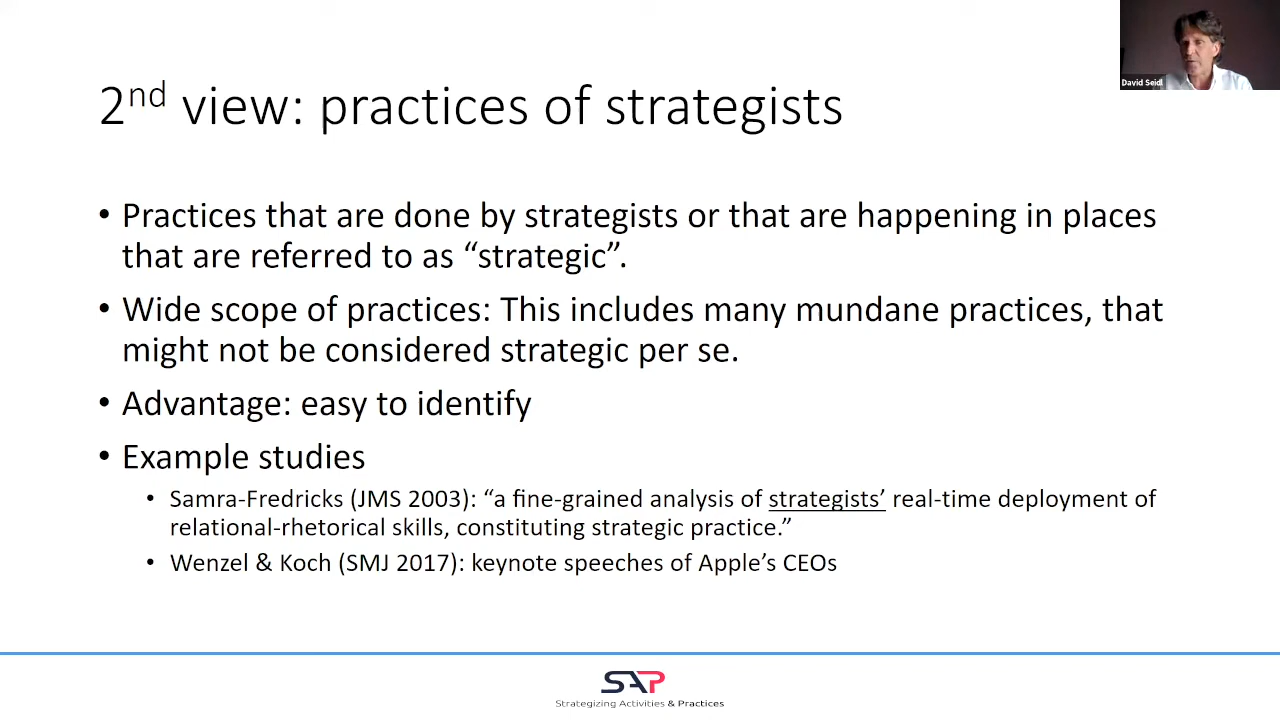 David Seidl
2nd view: practices of strategists
• Practices that are done by strategists or that are happening in places
that are referred to as “strategic”.
• Wide scope of practices: This includes many mundane practices, that
might not be considered strategic per se.
• Advantage: easy to identify
• Example studies
• Samra-Fredricks (JMS 2003): “a fine-grained analysis of strategists’ real-time deployment of
relational-rhetorical skills, constituting strategic practice.”
• Wenzel & Koch (SMJ 2017): keynote speeches of Apple’s CEOs
SAP
Strategizing Activities & Practices